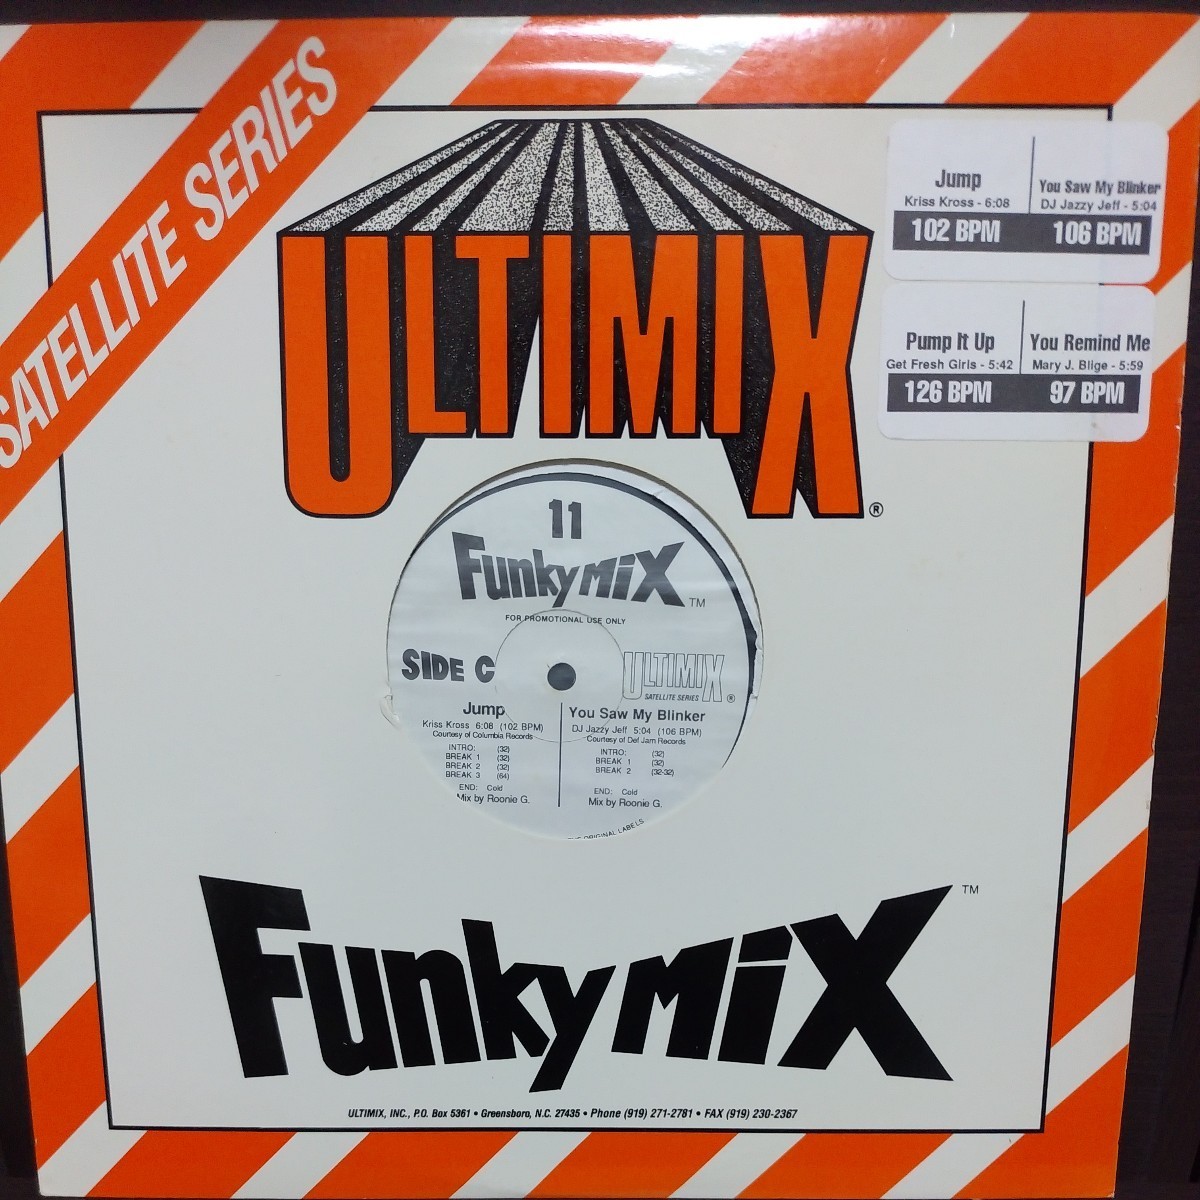 SATELLITE SERIES
ULTIMIX
®
Jump
Kriss Kross - 6:08
102 BPM
You Saw My Blinker
DJ Jazzy Jeff - 5:04
106 BPM
Pump It Up
Get Fresh Girls - 5:42
126 BPM
You Remind Me
Mary J. Blige - 5:59
97 BPM
11
FunkyMiX
TM
FOR PROMOTIONAL USE ONLY
SIDE C
ULTIMIX
SATELLITE SERIES ®
Jump
Kriss Kross 6:08 (102 BPM)
Courtesy of Columbia Records
INTRO: (32)
BREAK 1 (32)
BREAK 2 (32)
BREAK 3 (64)
END: Cold
Mix by Roonie G.
You Saw My Blinker
DJ Jazzy Jeff 5:04 (106 BPM)
Courtesy of Def Jam Records
INTRO: (32)
BREAK 1 (32)
BREAK 2 (32-32)
END: Cold
Mix by Roonie G.
ORIGINAL LABELS
FunkyMiX
TM
ULTIMIX, INC., P.O. Box 5361 • Greensboro, N.C. 27435 • Phone (919) 271-2781 • FAX (919) 230-2367